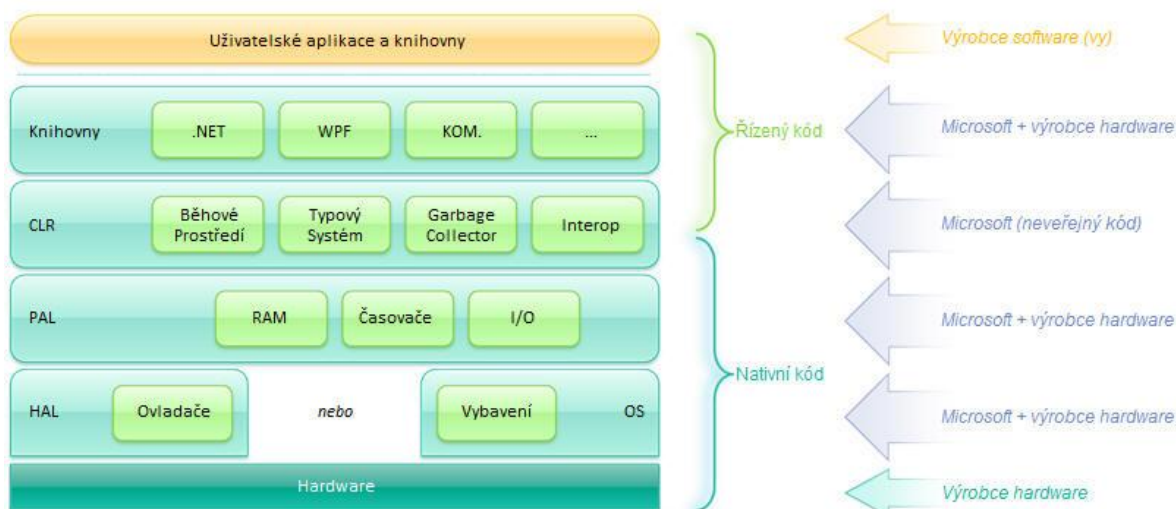 Uživatelské aplikace a knihovny
Výrobce software (vy)
Knihovny
.NET
WPF
KOM.
...
Řízený kód
Microsoft + výrobce hardware
CLR
Běhové
Prostředí
Typový
Systém
Garbage
Collector
Interop
Microsoft (neveřejný kód)
PAL
RAM
Časovače
I/O
Microsoft + výrobce hardware
Nativní kód
HAL
Ovladače
nebo
Vybavení
OS
Microsoft + výrobce hardware
Hardware
Výrobce hardware